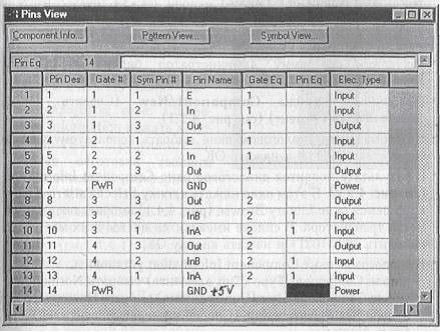 Pins View
Component Info... Pattern View... Symbol View...
Pin Eq 14
Pin Des Gate # Sym Pin # Pin Name Gate Eq Pin Eq Elec. Type
1 1 1 1 E 1 Input
2 2 1 2 In 1 Input
3 3 1 3 Out 1 Output
4 4 2 1 E 1 Input
5 5 2 2 In 1 Input
6 6 2 3 Out 1 Output
7 7 PWR GND Power
8 8 3 3 Out 2 Output
9 9 3 2 InB 2 1 Input
10 10 3 1 InA 2 1 Input
11 11 4 3 Out 2 Output
12 12 4 2 InB 2 1 Input
13 13 4 1 InA 2 1 Input
14 14 PWR GND +5V Power